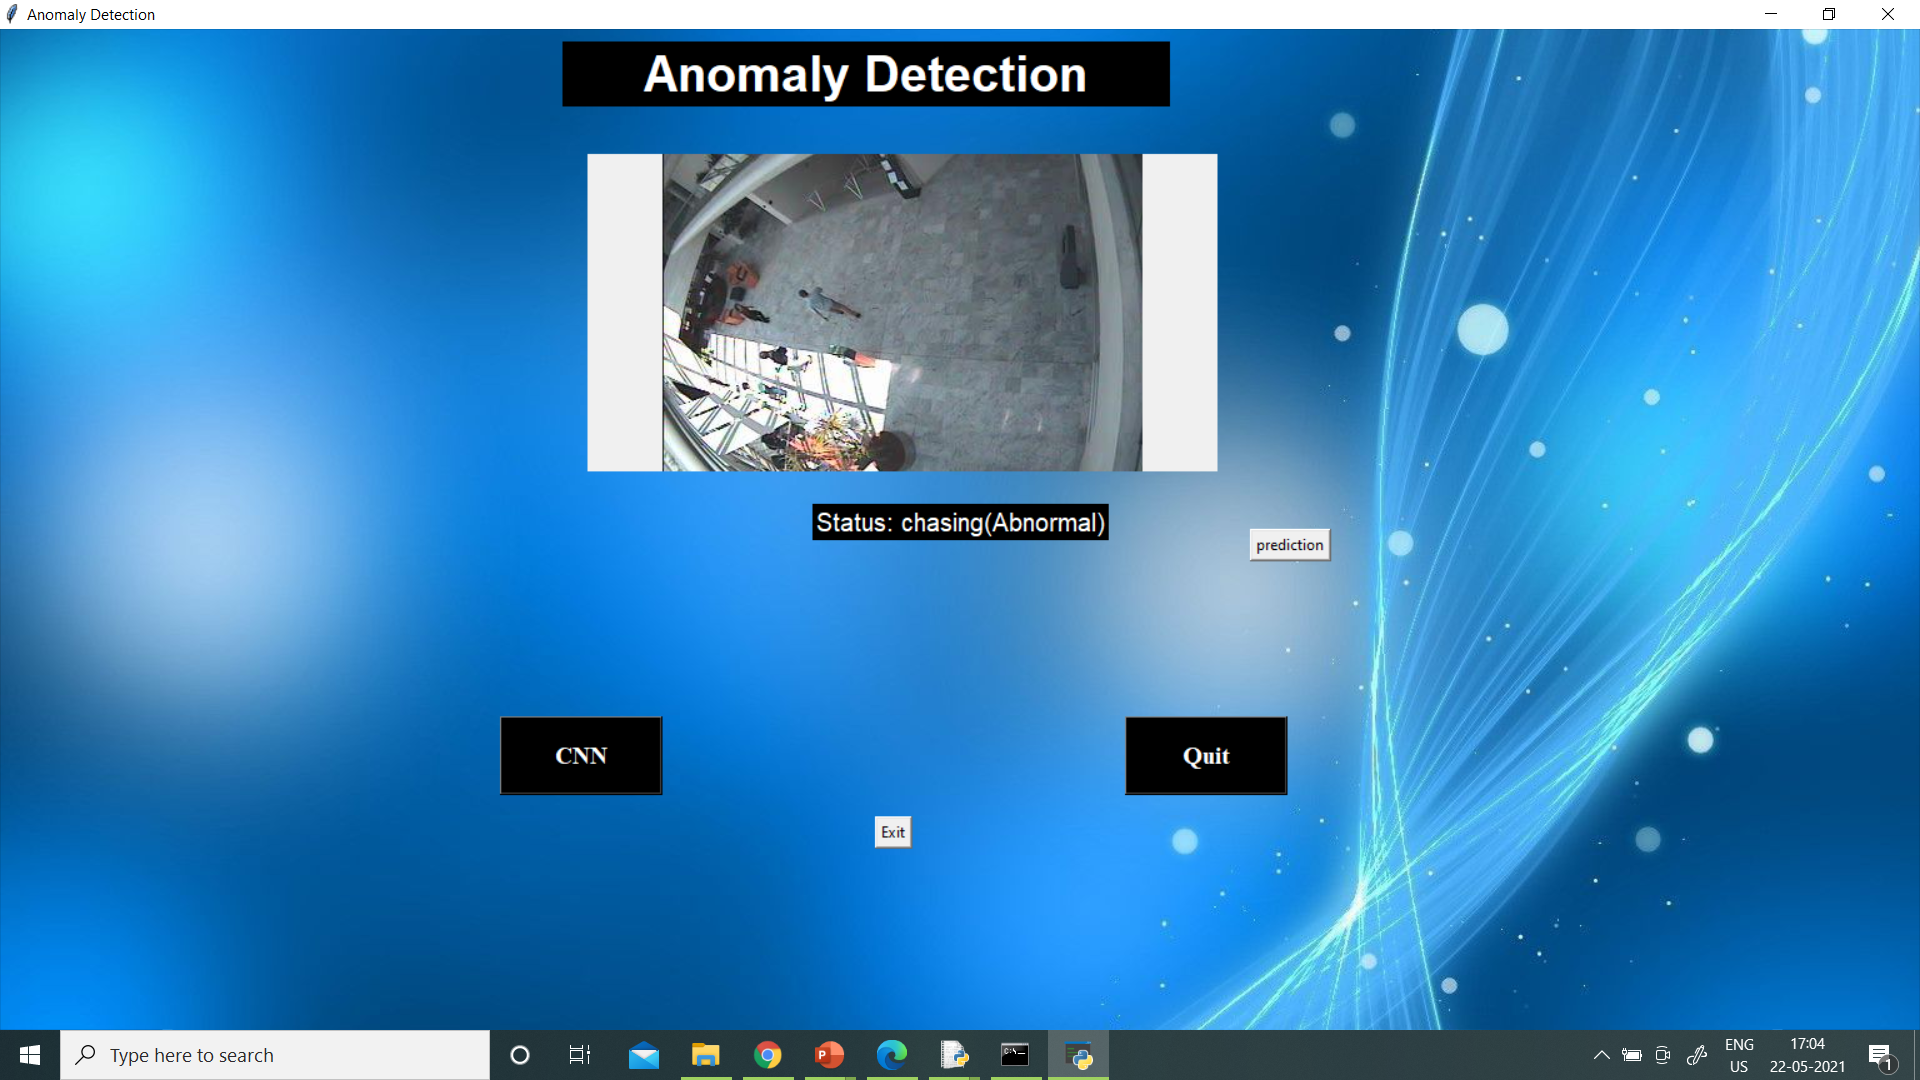 Anomaly Detection
Anomaly Detection
Status: chasing(Abnormal)
prediction
CNN
Quit
Exit
Type here to search
ENG
US
17:04
22-05-2021
1